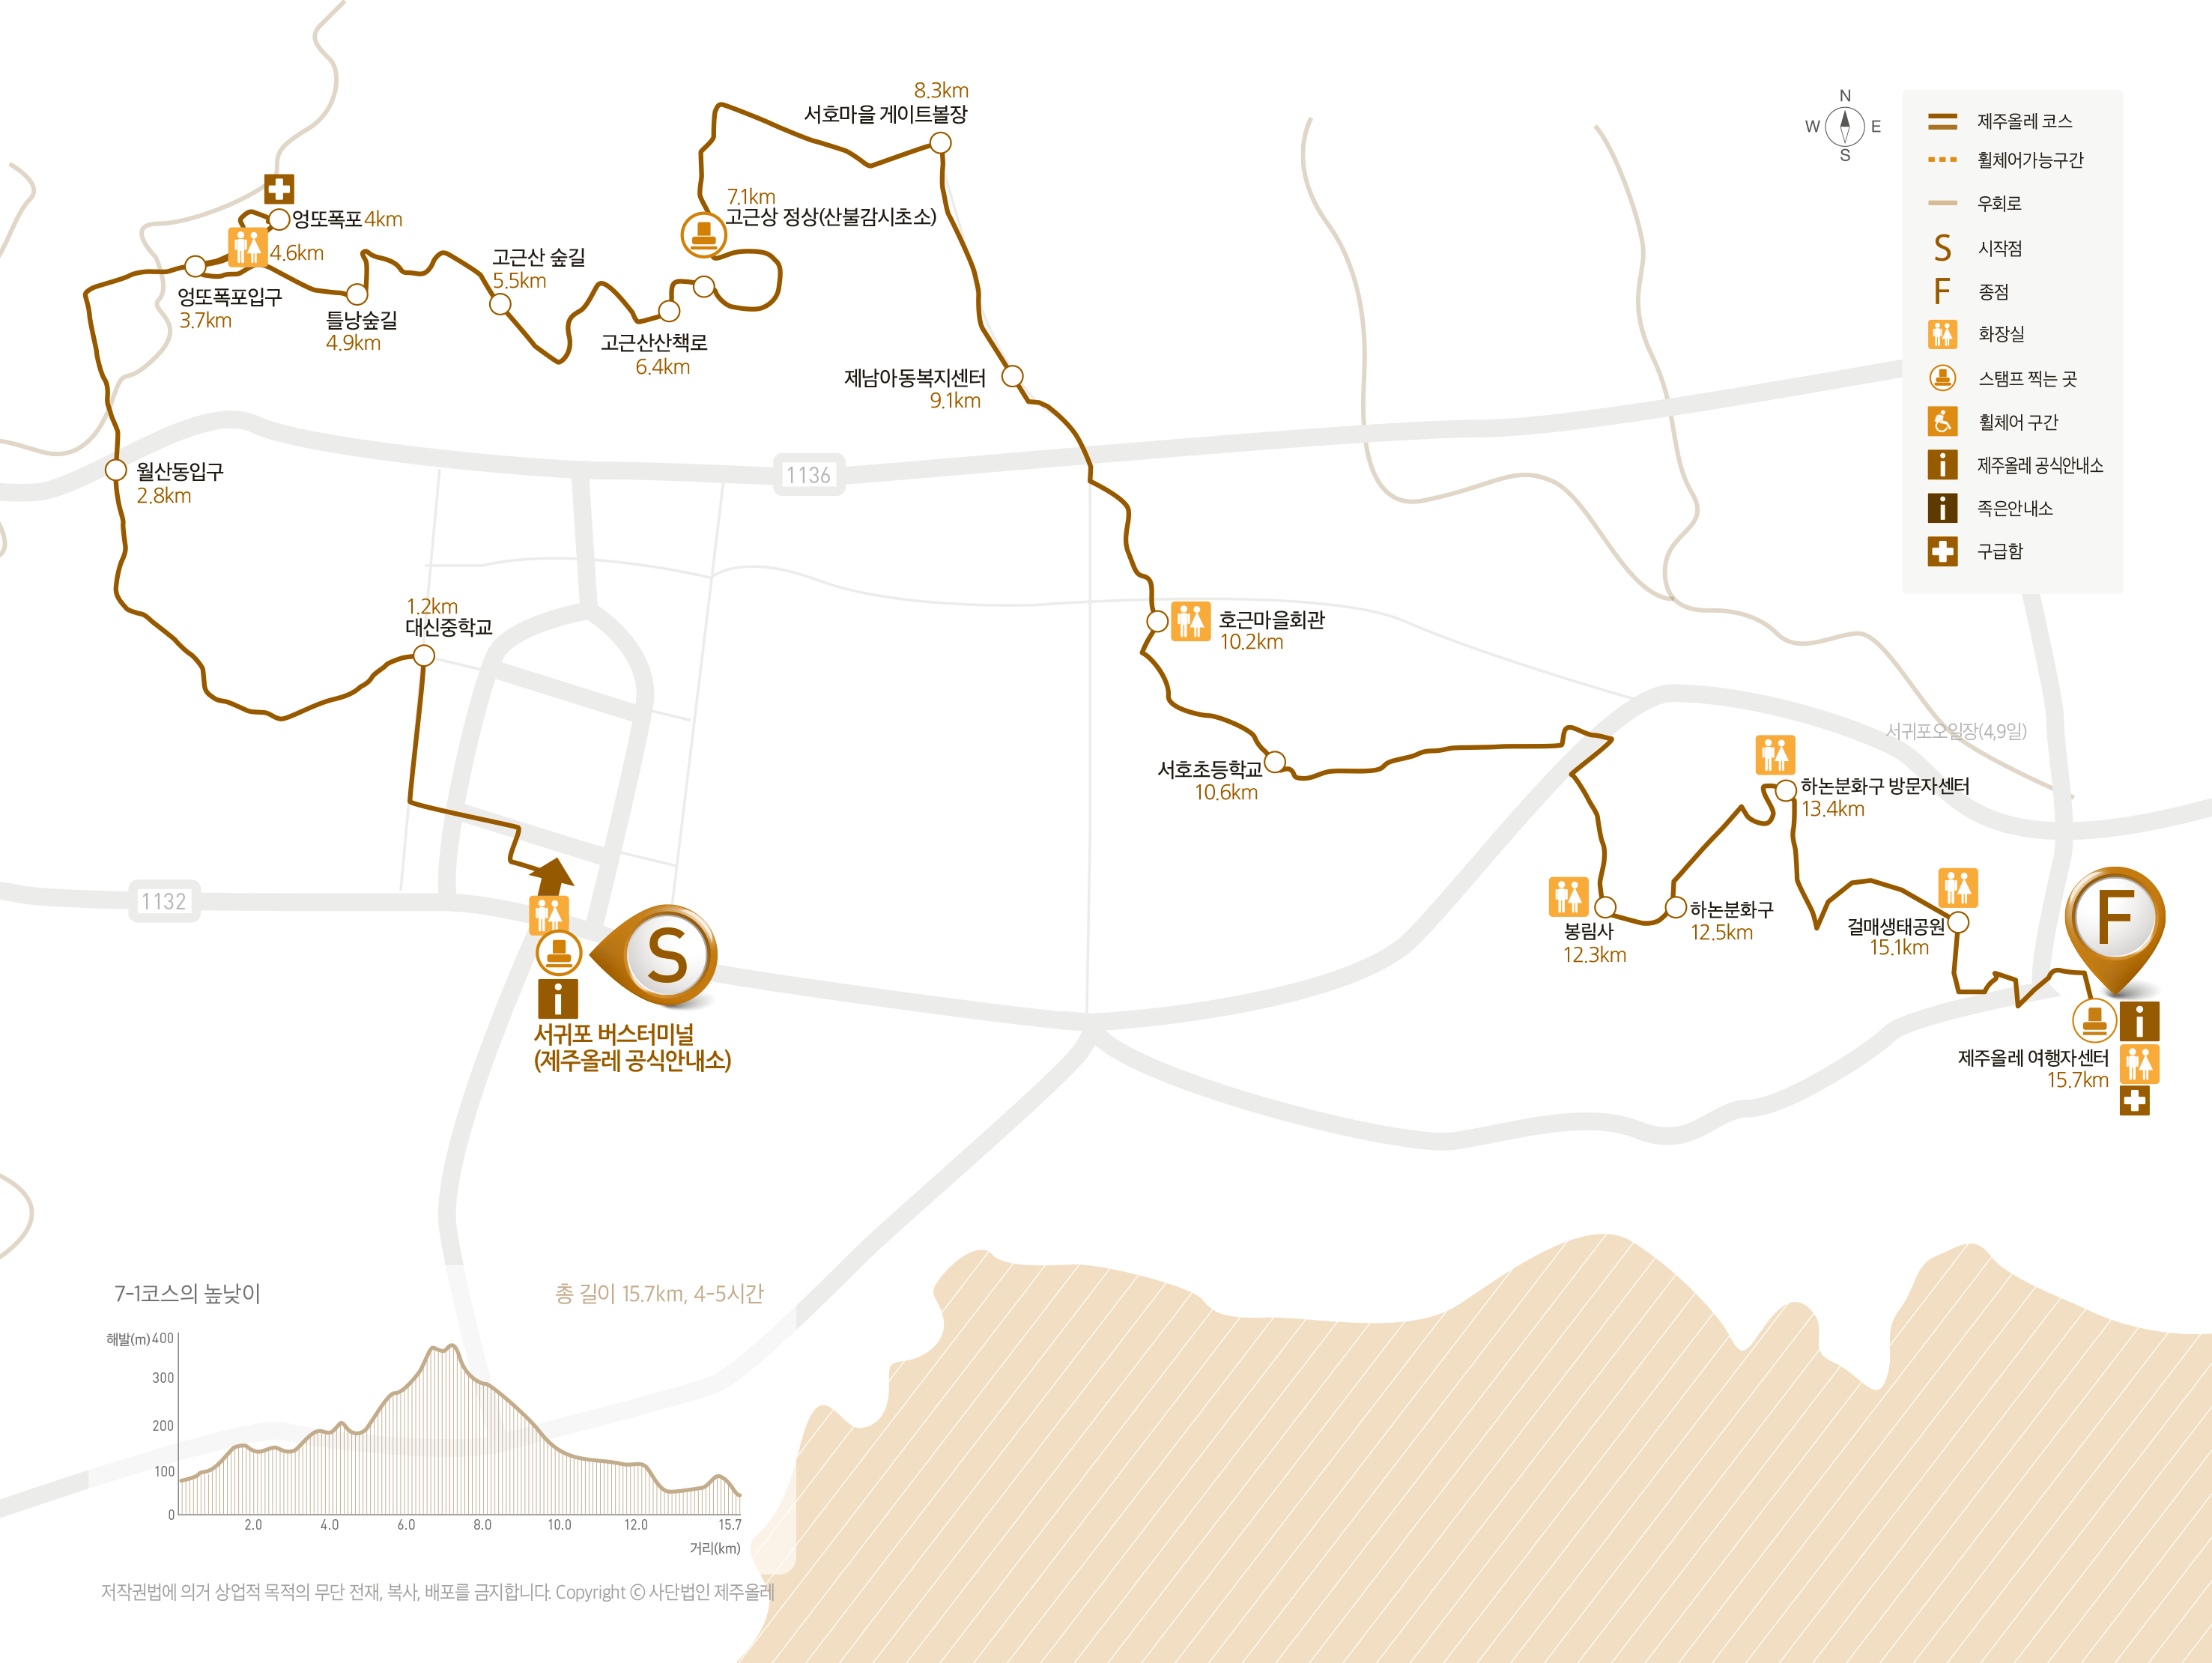 8.3km
서호마을 게이트볼장
N
W
E
S
제주올레 코스
휠체어가능구간
우회로
S
시작점
F
종점
화장실
스탬프 찍는 곳
휠체어 구간
i
제주올레 공식안내소
i
족은안내소
구급함
7.1km
고근상 정상(산불감시초소)
엉또폭포 4km
4.6km
엉또폭포입구
3.7km
틀낭숲길
4.9km
고근산 숲길
5.5km
고근산산책로
6.4km
제남아동복지센터
9.1km
월산동입구
2.8km
1136
1.2km
대신중학교
호근마을회관
10.2km
서호초등학교
10.6km
서귀포오일장(4,9일)
하논분화구 방문자센터
13.4km
1132
봉림사
12.3km
하논분화구
12.5km
걸매생태공원
15.1km
S
F
i
서귀포 버스터미널
(제주올레 공식안내소)
i
제주올레 여행자센터
15.7km
7-1코스의 높낮이
총 길이 15.7km, 4-5시간
해발(m) 400
300
200
100
0
2.0 4.0 6.0 8.0 10.0 12.0 15.7
거리(km)
저작권법에 의거 상업적 목적의 무단 전재, 복사, 배포를 금지합니다. Copyright © 사단법인 제주올레